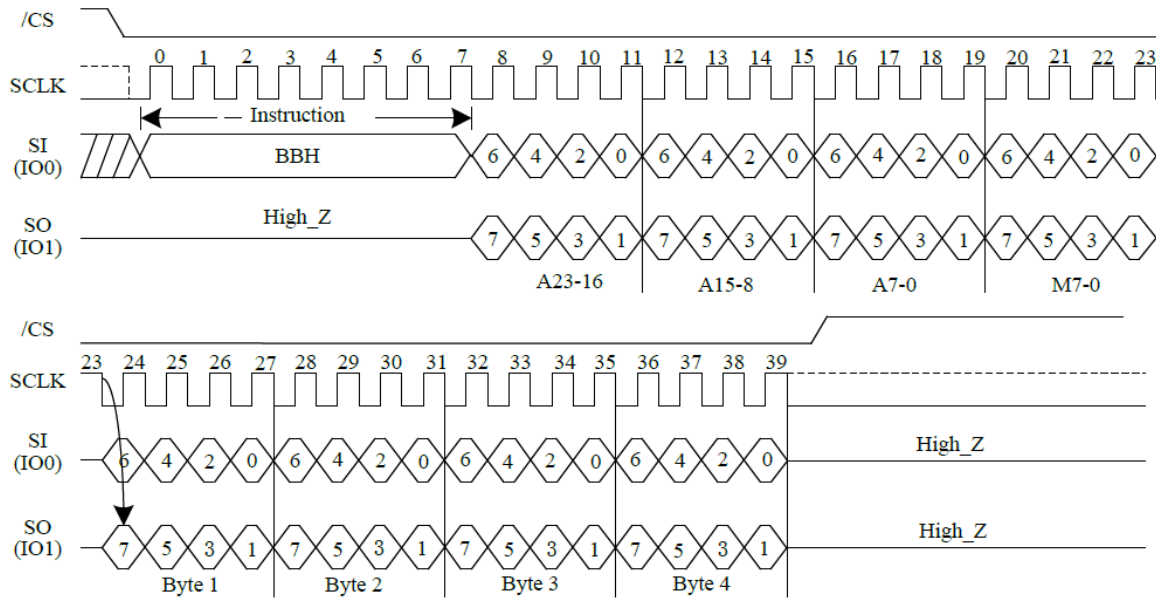 /CS
0 1 2 3 4 5 6 7 8 9 10 11 12 13 14 15 16 17 18 19 20 21 22 23
SCLK
Instruction
SI
(IO0)
BBH 6 4 2 0 6 4 2 0 6 4 2 0 6 4 2 0
High_Z
SO
(IO1)
7 5 3 1 7 5 3 1 7 5 3 1 7 5 3 1
A23-16 A15-8 A7-0 M7-0
/CS
23 24 25 26 27 28 29 30 31 32 33 34 35 36 37 38 39
SCLK
SI
(IO0)
6 4 2 0 6 4 2 0 6 4 2 0 6 4 2 0 High_Z
SO
(IO1)
7 5 3 1 7 5 3 1 7 5 3 1 7 5 3 1 High_Z
Byte 1 Byte 2 Byte 3 Byte 4